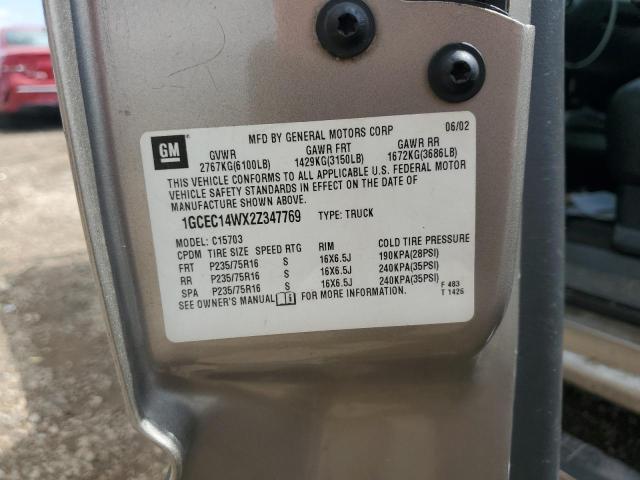 MFD BY GENERAL MOTORS CORP 06/02
GM
GVWR GAWR FRT GAWR RR
2767KG(6100LB) 1429KG(3150LB) 1672KG(3686LB)
THIS VEHICLE CONFORMS TO ALL APPLICABLE U.S. FEDERAL MOTOR
VEHICLE SAFETY STANDARDS IN EFFECT ON THE DATE OF
MANUFACTURE SHOWN ABOVE.
1GCEC14WX2Z347769 TYPE: TRUCK
MODEL: C15703
CPDM TIRE SIZE SPEED RTG RIM COLD TIRE PRESSURE
FRT P235/75R16 S 16X6.5J 190KPA(28PSI)
RR P235/75R16 S 16X6.5J 240KPA(35PSI)
SPA P235/75R16 S 16X6.5J 240KPA(35PSI)
SEE OWNER'S MANUAL FOR MORE INFORMATION.
F 483
T 1426